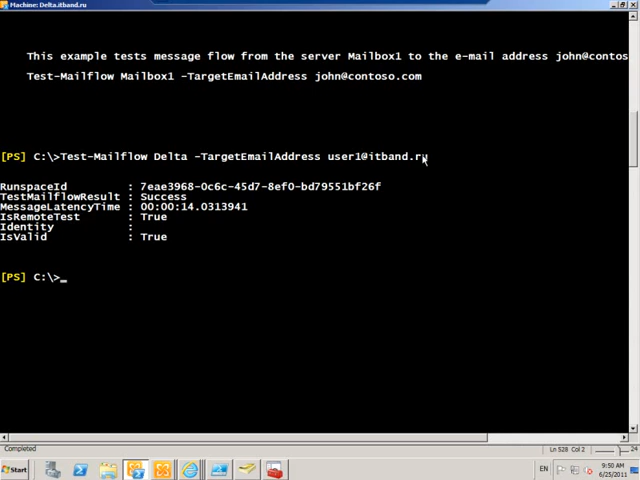 Machine: Delta.itband.ru
This example tests message flow from the server Mailbox1 to the e-mail address john@contos
Test-Mailflow Mailbox1 -TargetEmailAddress john@contoso.com
[PS] C:\>Test-Mailflow Delta -TargetEmailAddress user1@itband.ru
RunspaceId : 7eae3968-0c6c-45d7-8ef0-bd79551bf26f
TestMailflowResult : Success
MessageLatencyTime : 00:00:14.0313941
IsRemoteTest : True
Identity :
IsValid : True
[PS] C:\>_
Completed
Ln 528 Col 2
24
Start
EN
9:50 AM
6/25/2011